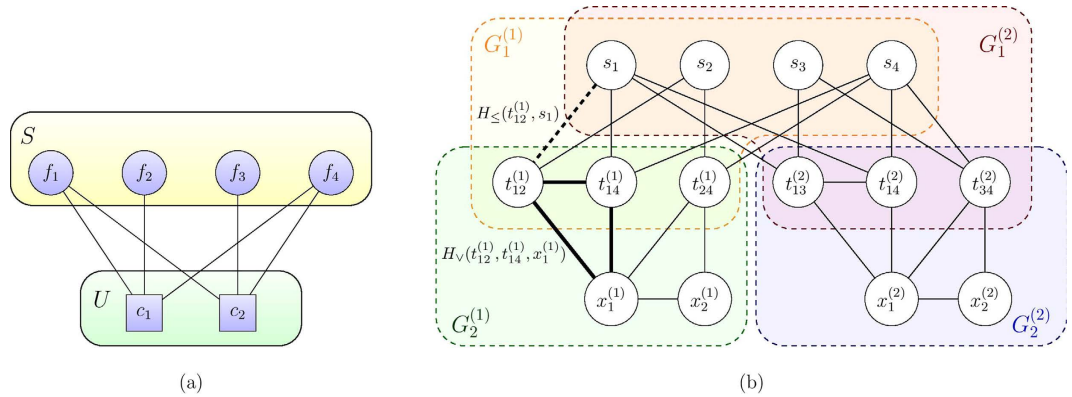 S
f₁ f₂ f₃ f₄
U
c₁ c₂
(a)
G₁⁽¹⁾ G₁⁽²⁾
s₁ s₂ s₃ s₄
H≤(t₁₂⁽¹⁾, s₁)
t₁₂⁽¹⁾ t₁₄⁽¹⁾ t₂₄⁽¹⁾ t₁₃⁽²⁾ t₁₄⁽²⁾ t₃₄⁽²⁾
H∨(t₁₂⁽¹⁾, t₁₄⁽¹⁾, x₁⁽¹⁾)
x₁⁽¹⁾ x₂⁽¹⁾ x₁⁽²⁾ x₂⁽²⁾
G₂⁽¹⁾ G₂⁽²⁾
(b)